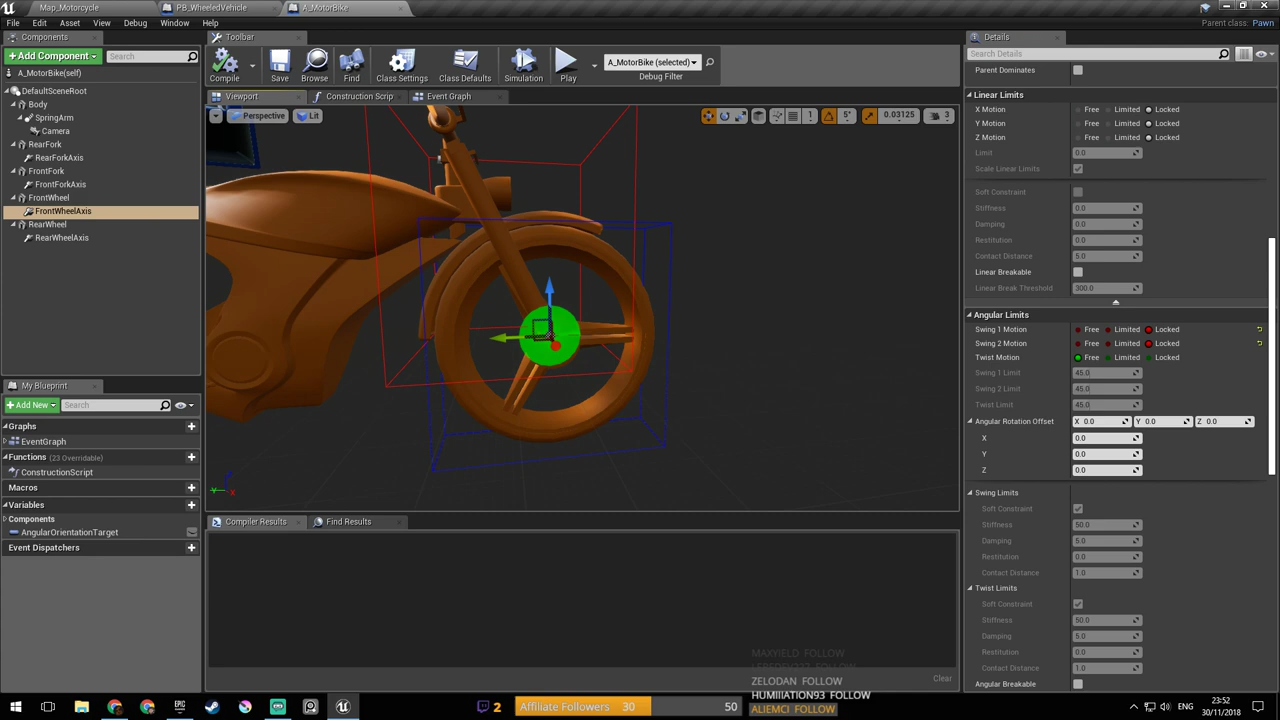 Map_Motorcycle
PB_WheeledVehicle
A_MotorBike
File
Edit
Asset
View
Debug
Window
Help
Parent class: Pawn
Components
Add Component
Search
A_MotorBike(self)
DefaultSceneRoot
Body
SpringArm
Camera
RearFork
RearForkAxis
FrontFork
FrontForkAxis
FrontWheel
FrontWheelAxis
RearWheel
RearWheelAxis
My Blueprint
Add New
Search
Graphs
EventGraph
Functions (23 Overridable)
ConstructionScript
Macros
Variables
Components
AngularOrientationTarget
Event Dispatchers
Toolbar
Compile
Save
Browse
Find
Class Settings
Class Defaults
Simulation
Play
A_MotorBike (selected)
Debug Filter
Viewport
Construction Scrip
Event Graph
Perspective
Lit
1
5°
0.03125
3
Compiler Results
Find Results
Clear
Details
Search Details
Parent Dominates
Linear Limits
X Motion Free Limited Locked
Y Motion Free Limited Locked
Z Motion Free Limited Locked
Limit 0.0
Scale Linear Limits
Soft Constraint
Stiffness 0.0
Damping 0.0
Restitution 0.0
Contact Distance 5.0
Linear Breakable
Linear Break Threshold 300.0
Angular Limits
Swing 1 Motion Free Limited Locked
Swing 2 Motion Free Limited Locked
Twist Motion Free Limited Locked
Swing 1 Limit 45.0
Swing 2 Limit 45.0
Twist Limit 45.0
Angular Rotation Offset X 0.0 Y 0.0 Z 0.0
X 0.0
Y 0.0
Z 0.0
Swing Limits
Soft Constraint
Stiffness 50.0
Damping 5.0
Restitution 0.0
Contact Distance 1.0
Twist Limits
Soft Constraint
Stiffness 50.0
Damping 5.0
Restitution 0.0
Contact Distance 1.0
Angular Breakable
MAXYIELD FOLLOW
FOLLOW
ZELODAN FOLLOW
HUMIIIATION93 FOLLOW
ALIEMCI FOLLOW
2
Affiliate Followers 30
50
ENG
23:52
30/11/2018